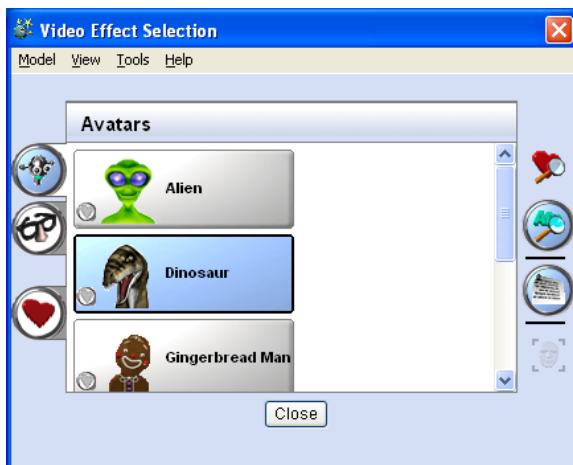 Video Effect Selection
Model View Tools Help
Avatars
Alien
Dinosaur
Gingerbread Man
Close